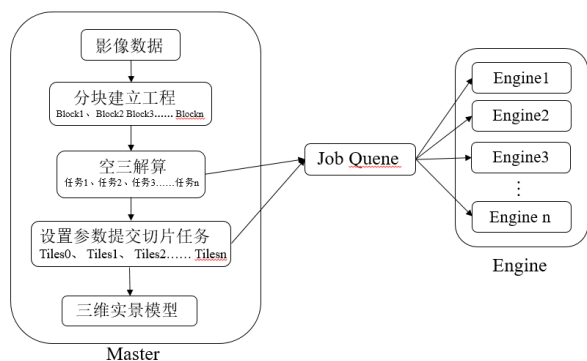 影像数据
分块建立工程
Block1、 Block2 Block3…… Blockn
空三解算
任务1、任务2、任务3……任务n
设置参数提交切片任务
Tiles0、 Tiles1、 Tiles2…… Tilesn
三维实景模型
Master
Job Quene
Engine1
Engine2
Engine3
⋮
Engine n
Engine